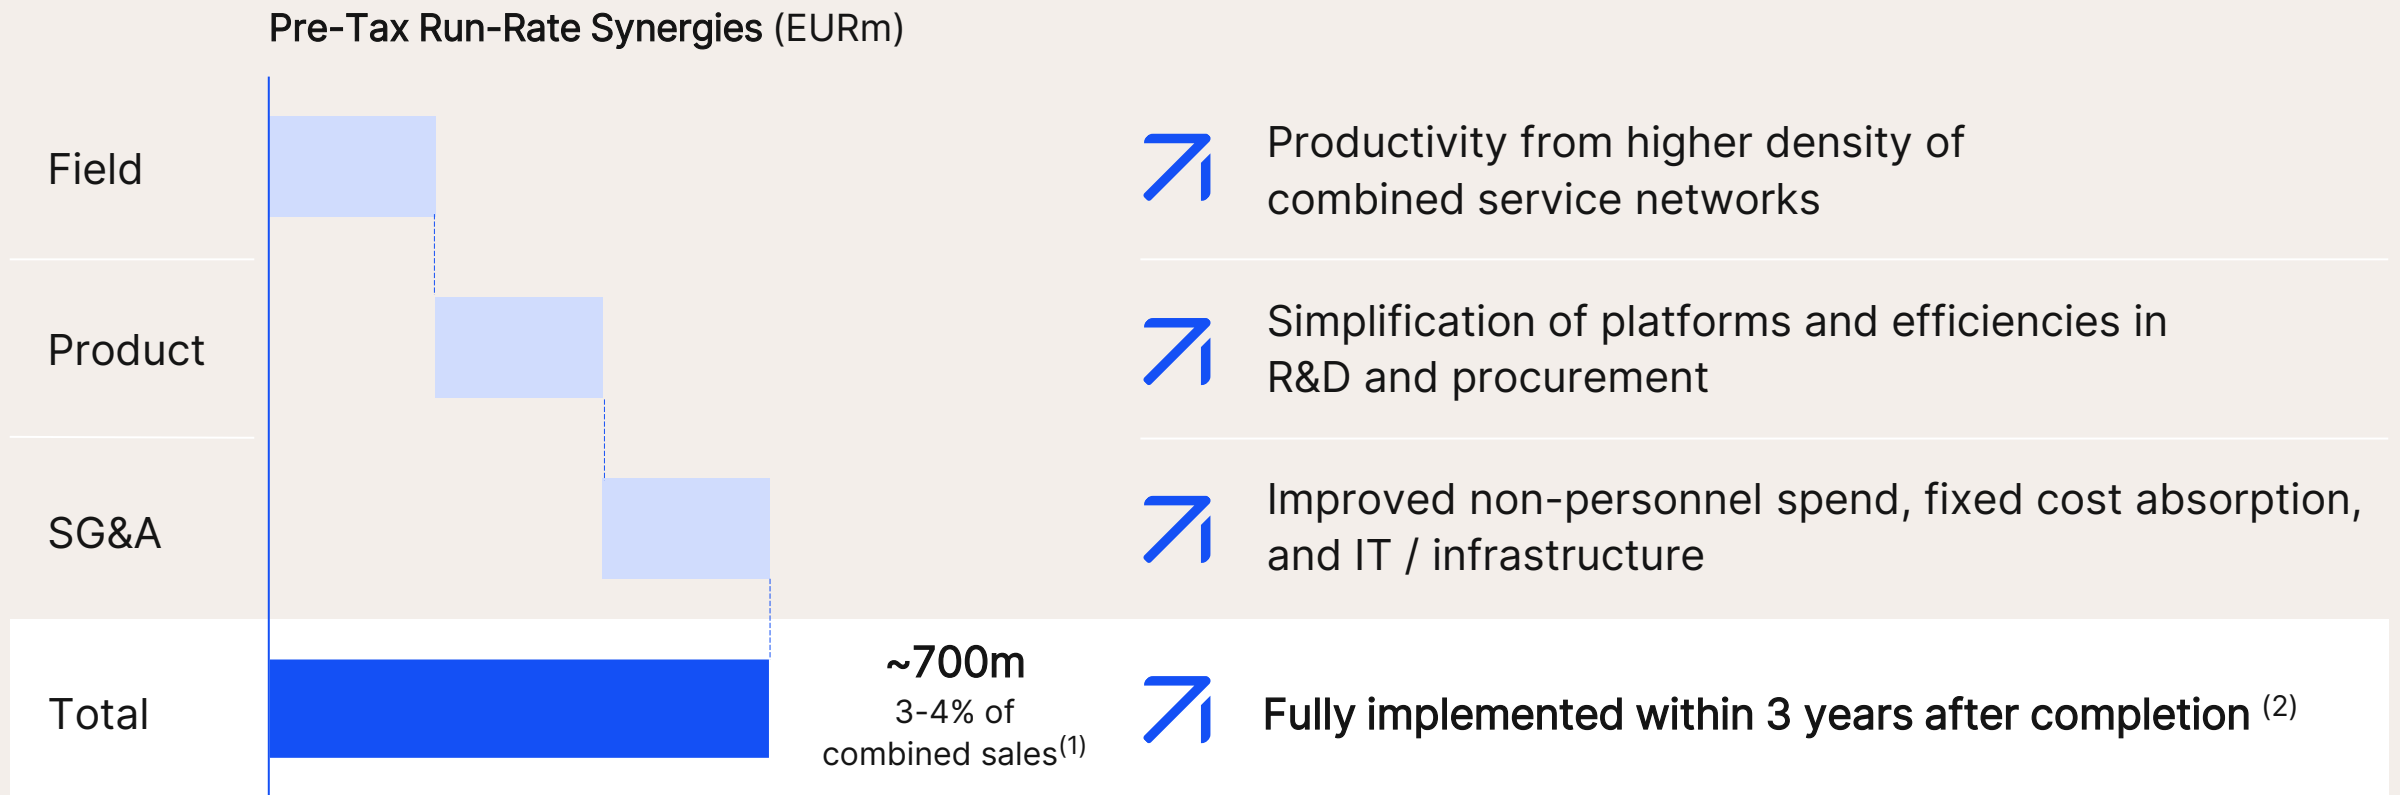 Pre-Tax Run-Rate Synergies (EURm)
Field
Productivity from higher density of
combined service networks
Product
Simplification of platforms and efficiencies in
R&D and procurement
SG&A
Improved non-personnel spend, fixed cost absorption,
and IT / infrastructure
Total
~700m
3-4% of
combined sales(1)
Fully implemented within 3 years after completion (2)